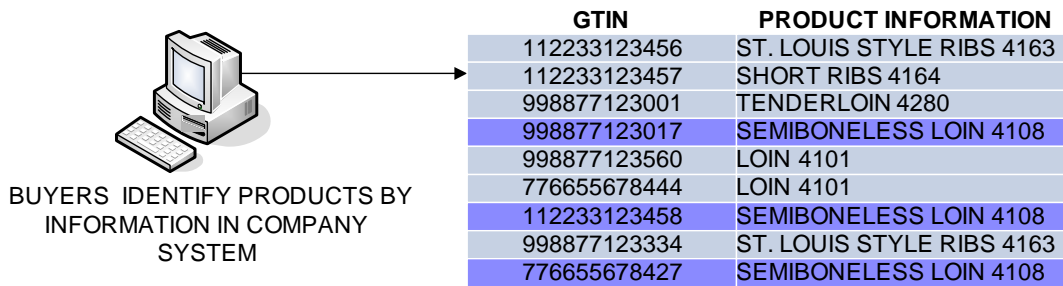 GTIN PRODUCT INFORMATION
112233123456 ST. LOUIS STYLE RIBS 4163
112233123457 SHORT RIBS 4164
998877123001 TENDERLOIN 4280
998877123017 SEMIBONELESS LOIN 4108
998877123560 LOIN 4101
776655678444 LOIN 4101
112233123458 SEMIBONELESS LOIN 4108
998877123334 ST. LOUIS STYLE RIBS 4163
776655678427 SEMIBONELESS LOIN 4108
BUYERS IDENTIFY PRODUCTS BY
INFORMATION IN COMPANY
SYSTEM